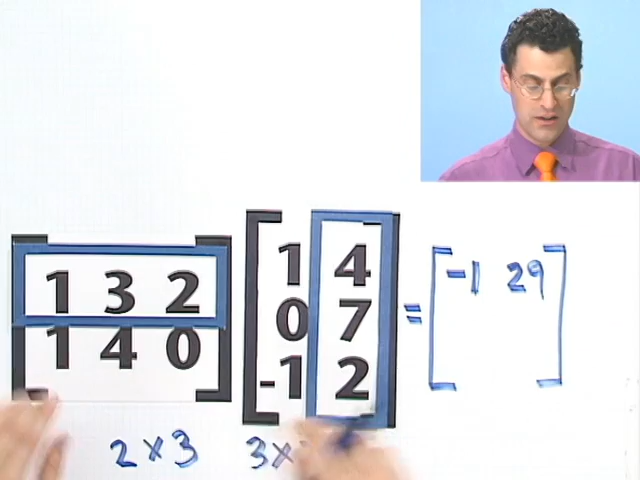 1 3 2
1 4 0
1 4
0 7
-1 2
=
-1 29
2 x 3
3 x